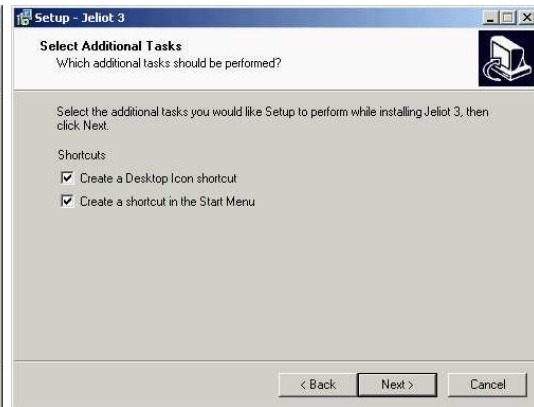 Setup - Jeliot 3
Select Additional Tasks
Which additional tasks should be performed?
Select the additional tasks you would like Setup to perform while installing Jeliot 3, then
click Next.
Shortcuts
Create a Desktop Icon shortcut
Create a shortcut in the Start Menu
< Back Next > Cancel